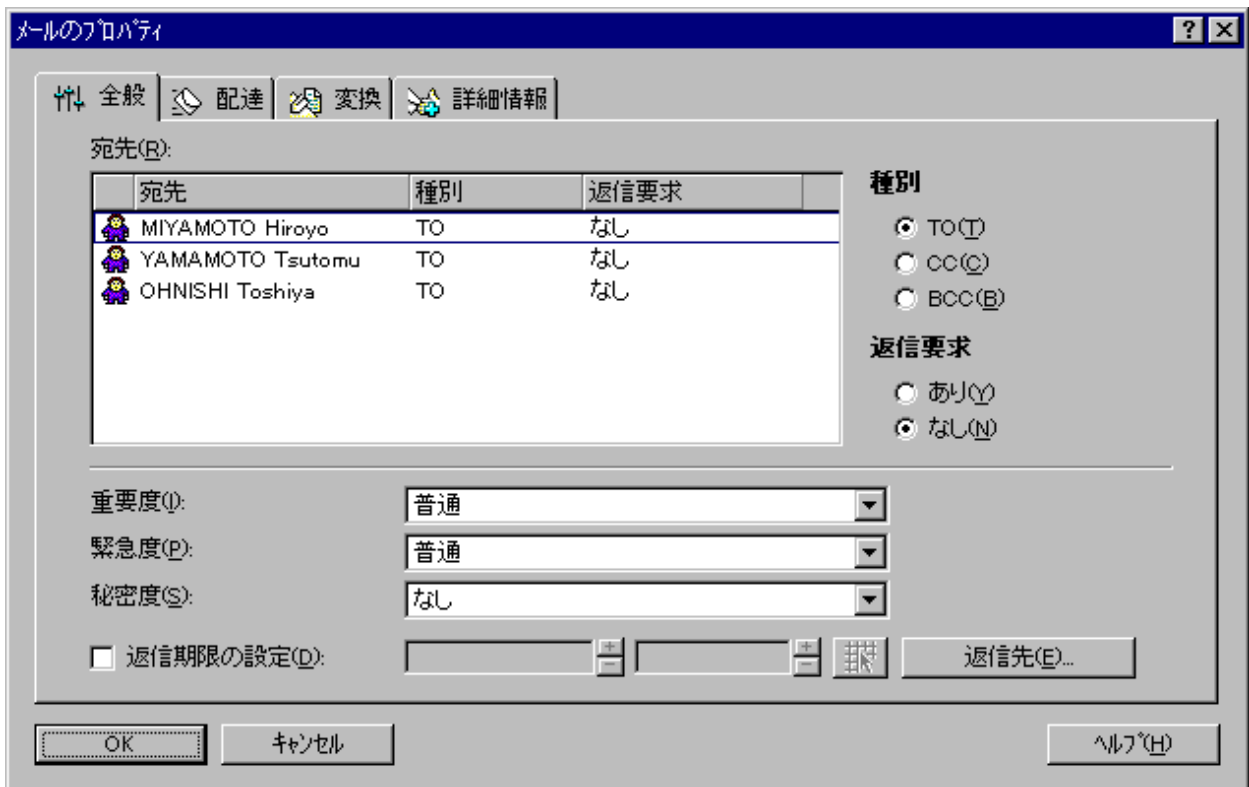 メールのプロパティ
全般 配達 変換 詳細情報
宛先(R):
宛先 種別 返信要求
MIYAMOTO Hiroyo TO なし
YAMAMOTO Tsutomu TO なし
OHNISHI Toshiya TO なし
種別
TO(T)
CC(C)
BCC(B)
返信要求
あり(Y)
なし(N)
重要度(I): 普通
緊急度(P): 普通
秘密度(S): なし
返信期限の設定(D): 返信先(E)...
OK キャンセル ヘルプ(H)